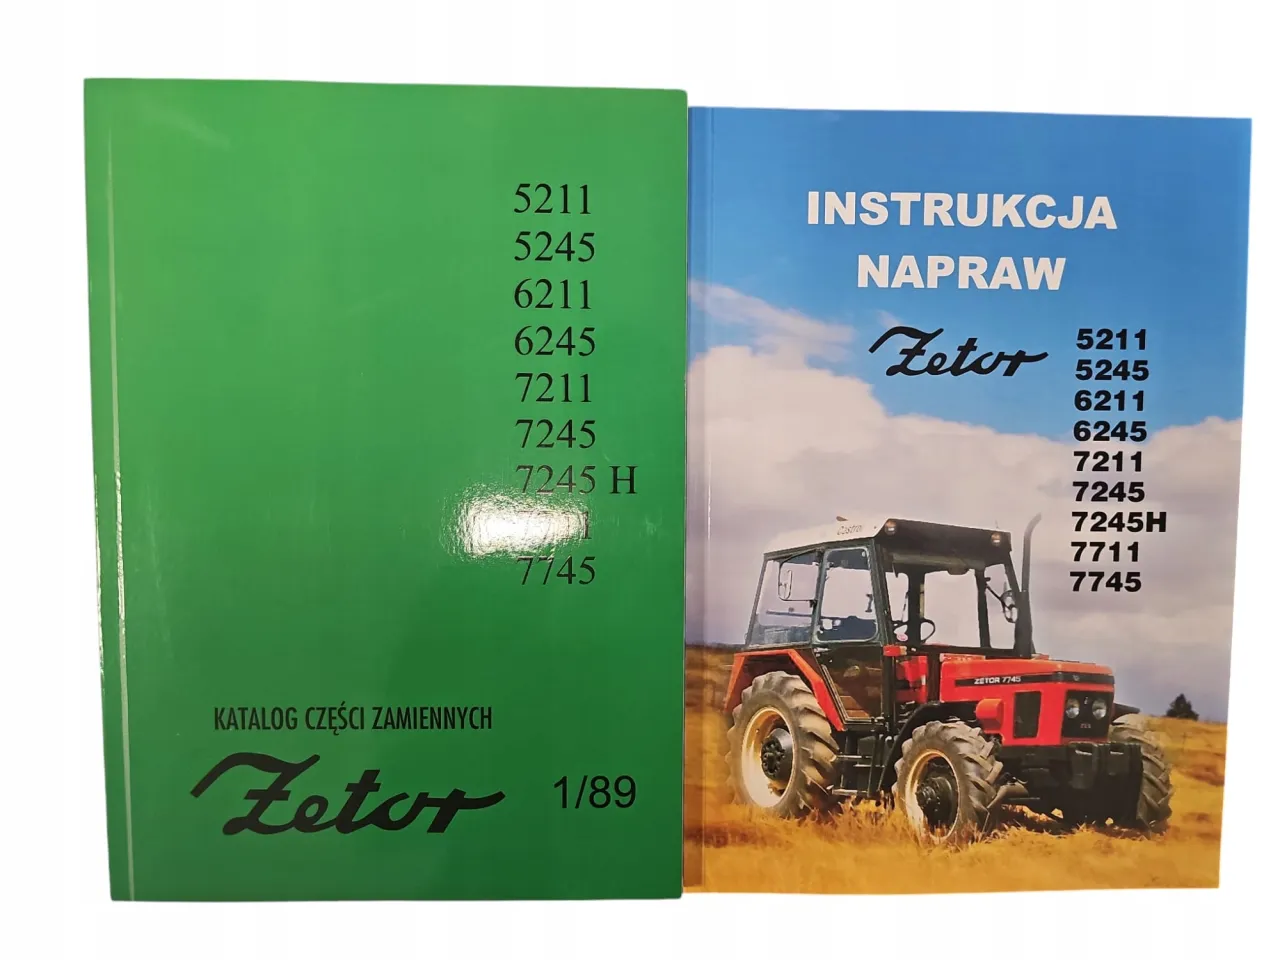 5211
5245
6211
6245
7211
7245
7245 H
7745
KATALOG CZĘŚCI ZAMIENNYCH
Zetor 1/89
INSTRUKCJA
NAPRAW
Zetor
5211
5245
6211
6245
7211
7245
7245H
7711
7745
ZETOR 7745